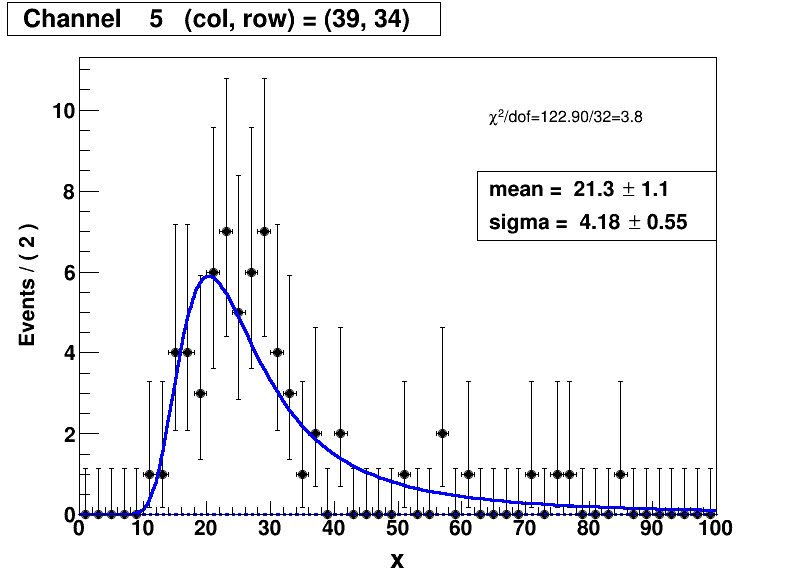 Channel 5 (col, row) = (39, 34)
χ²/dof=122.90/32=3.8
mean = 21.3 ± 1.1
sigma = 4.18 ± 0.55
Events / ( 2 )
10
8
6
4
2
0
0 10 20 30 40 50 60 70 80 90 100
x